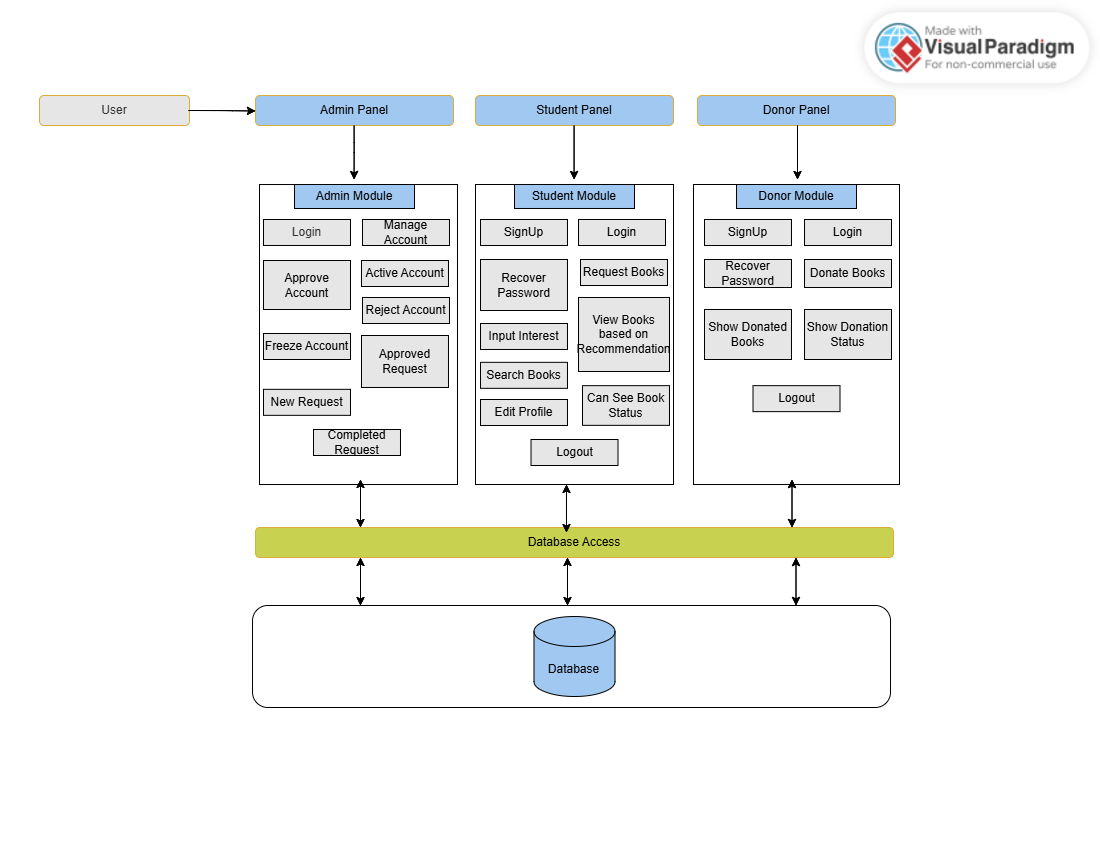 Made with
Visual Paradigm
For non-commercial use
User
Admin Panel
Student Panel
Donor Panel
Admin Module
Login
Manage
Account
Approve
Account
Active Account
Reject Account
Freeze Account
Approved
Request
New Request
Completed
Request
Student Module
SignUp
Login
Recover
Password
Request Books
View Books
based on
Recommendation
Input Interest
Search Books
Edit Profile
Can See Book
Status
Logout
Donor Module
SignUp
Login
Recover
Password
Donate Books
Show Donated
Books
Show Donation
Status
Logout
Database Access
Database